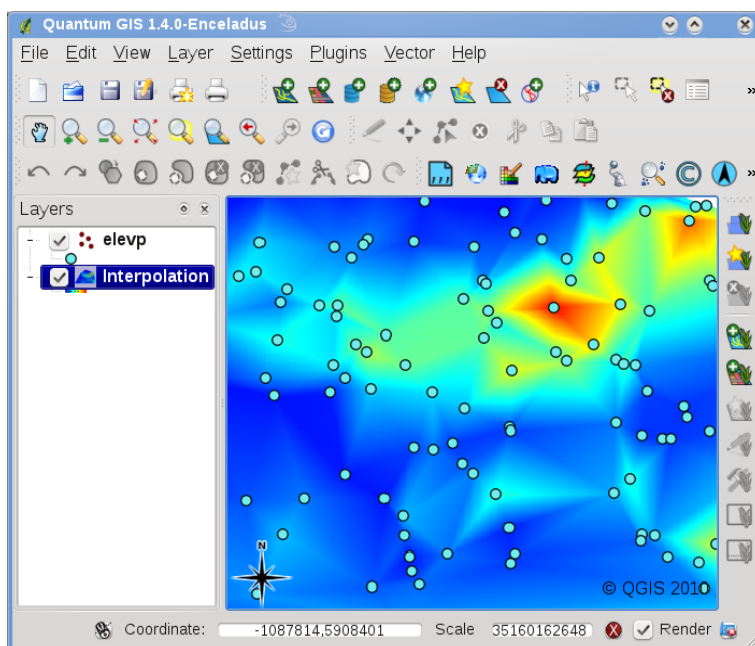 Quantum GIS 1.4.0-Enceladus
File Edit View Layer Settings Plugins Vector Help
Layers
elevp
Interpolation
N
© QGIS 2010
Coordinate: -1087814,5908401 Scale 35160162648 Render